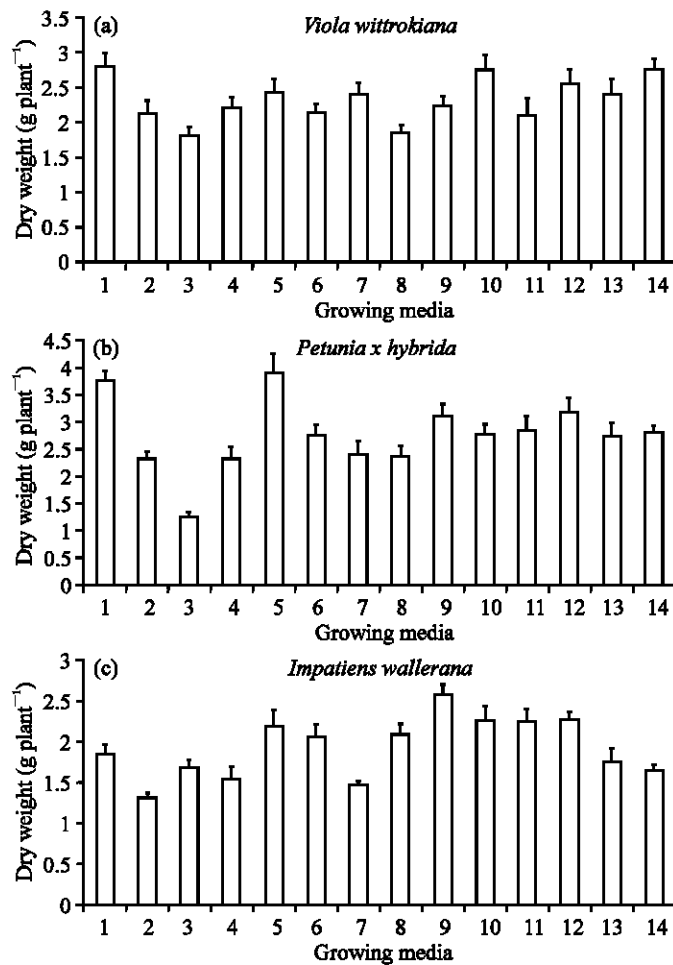 (a) Viola wittrokiana
Dry weight (g plant⁻¹)
3.5
3
2.5
2
1.5
1
0.5
0
1 2 3 4 5 6 7 8 9 10 11 12 13 14
Growing media
(b) Petunia x hybrida
Dry weight (g plant⁻¹)
4.5
4
3.5
3
2.5
2
1.5
1
0.5
0
1 2 3 4 5 6 7 8 9 10 11 12 13 14
Growing media
(c) Impatiens wallerana
Dry weight (g plant⁻¹)
3
2.5
2
1.5
1
0.5
0
1 2 3 4 5 6 7 8 9 10 11 12 13 14
Growing media